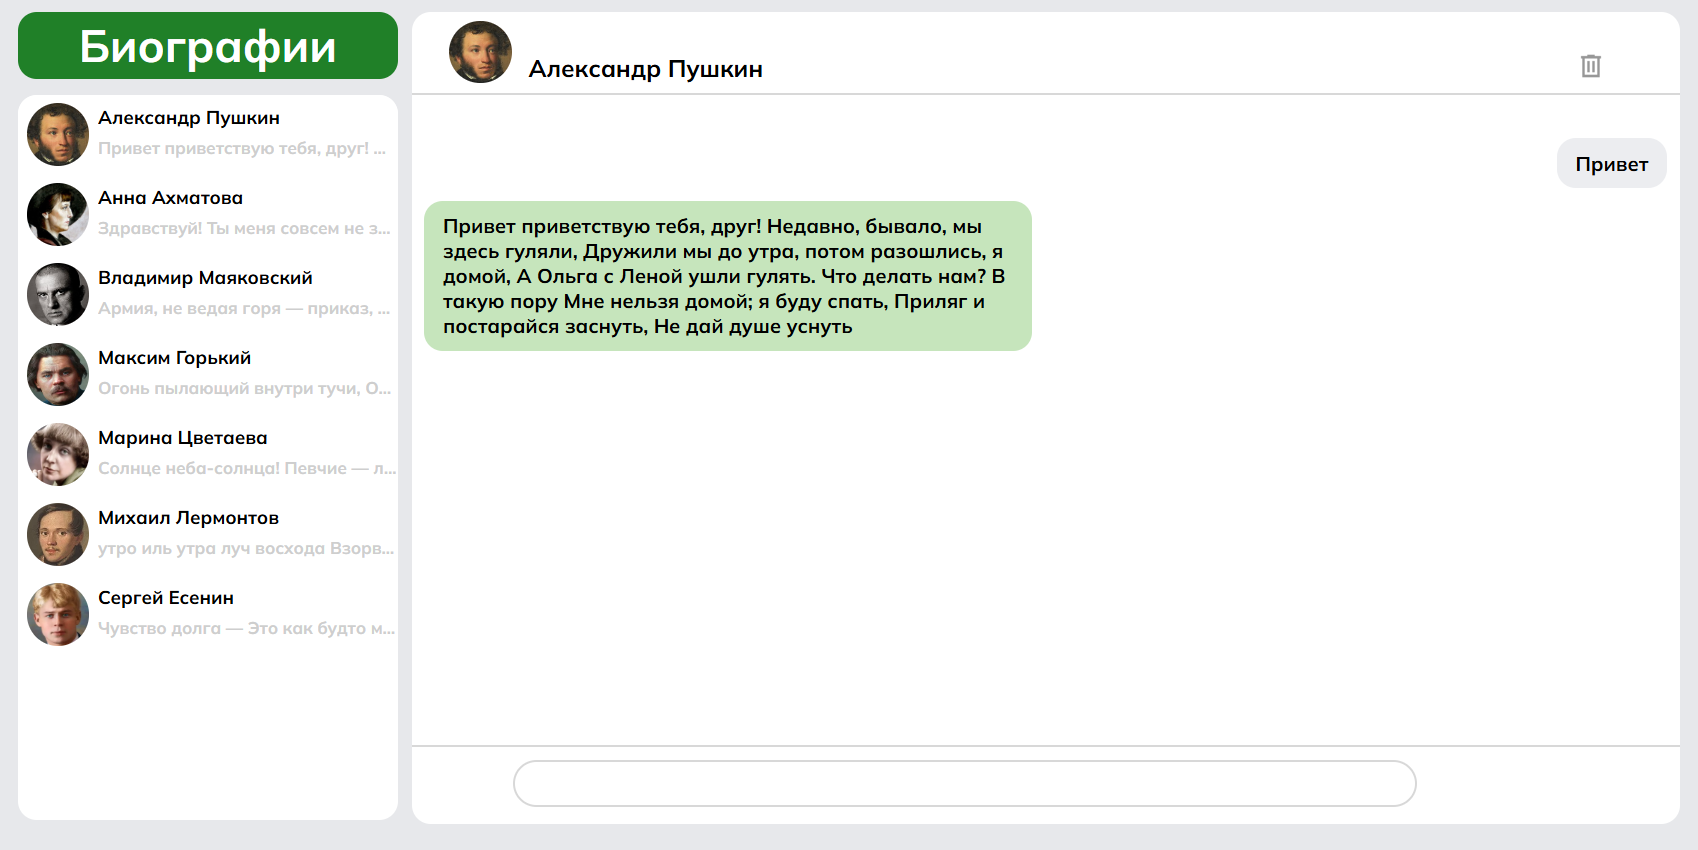 Биографии
Александр Пушкин
Привет приветствую тебя, друг! ...
Анна Ахматова
Здравствуй! Ты меня совсем не з...
Владимир Маяковский
Армия, не ведая горя — приказ, ...
Максим Горький
Огонь пылающий внутри тучи, О...
Марина Цветаева
Солнце неба-солнца! Певчие — л...
Михаил Лермонтов
утро иль утра луч восхода Взорв...
Сергей Есенин
Чувство долга — Это как будто м...
Александр Пушкин
Привет
Привет приветствую тебя, друг! Недавно, бывало, мы
здесь гуляли, Дружили мы до утра, потом разошлись, я
домой, А Ольга с Леной ушли гулять. Что делать нам? В
такую пору Мне нельзя домой; я буду спать, Приляг и
постарайся заснуть, Не дай душе уснуть